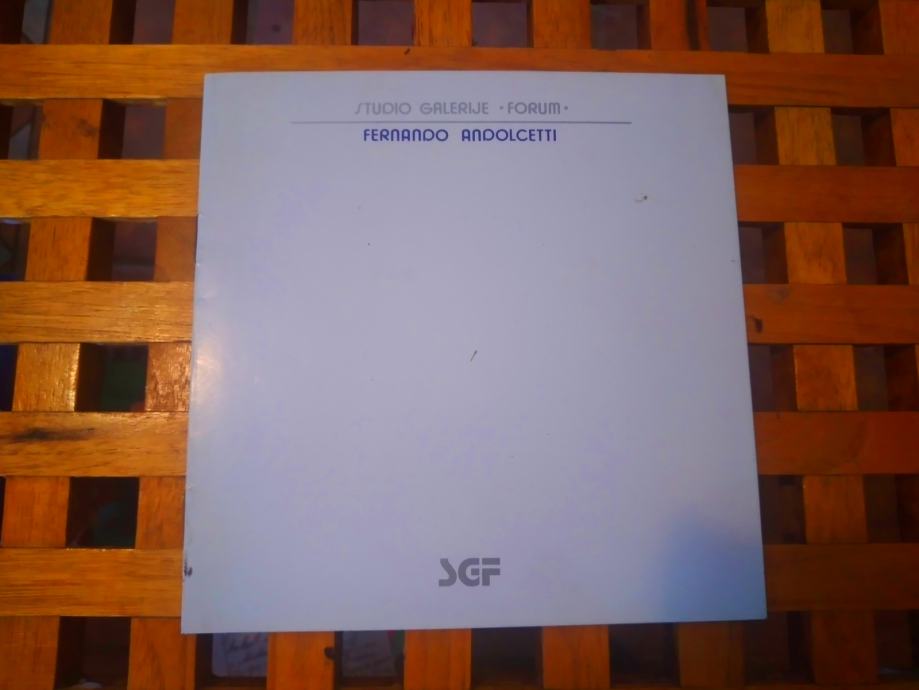 STUDIO GALERIJE •FORUM•
FERNANDO ANDOLCETTI
SGF